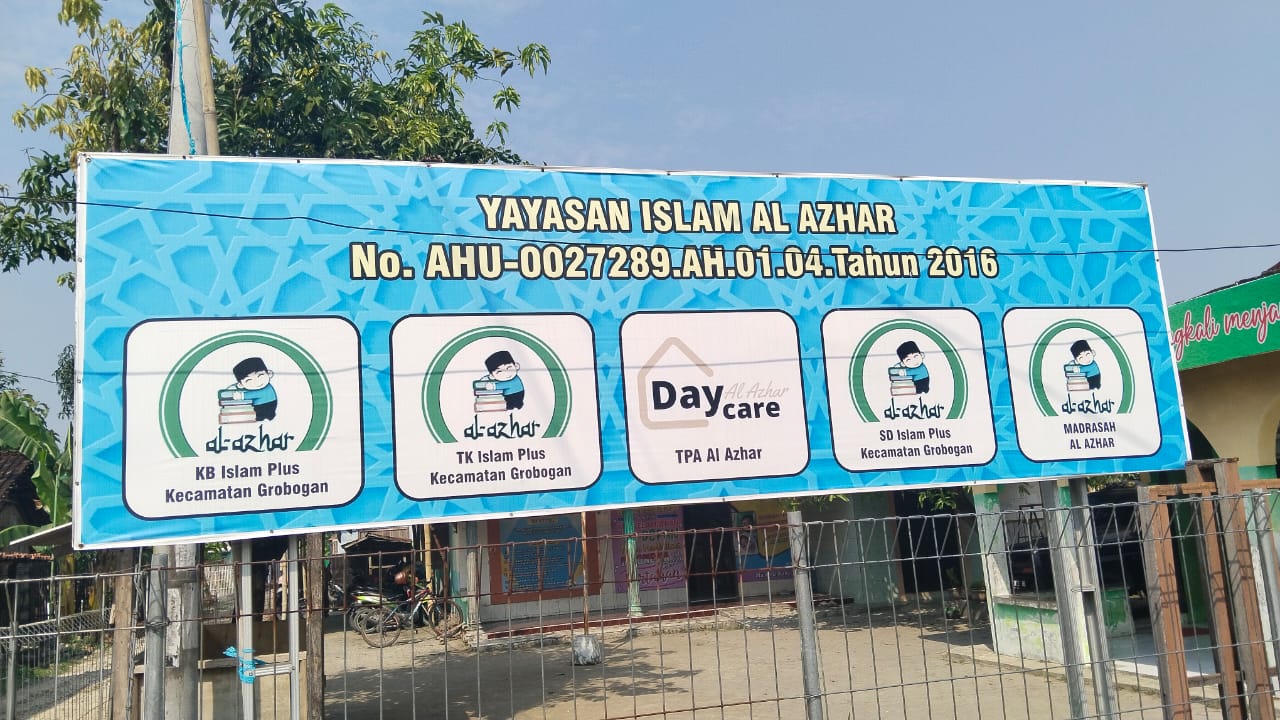 YAYASAN ISLAM AL AZHAR
No. AHU-0027289.AH.01.04.Tahun 2016
al-azhar
KB Islam Plus
Kecamatan Grobogan
al-azhar
TK Islam Plus
Kecamatan Grobogan
Al Azhar
Day care
TPA Al Azhar
al-azhar
SD Islam Plus
Kecamatan Grobogan
al-azhar
MADRASAH
AL AZHAR
gkali menja